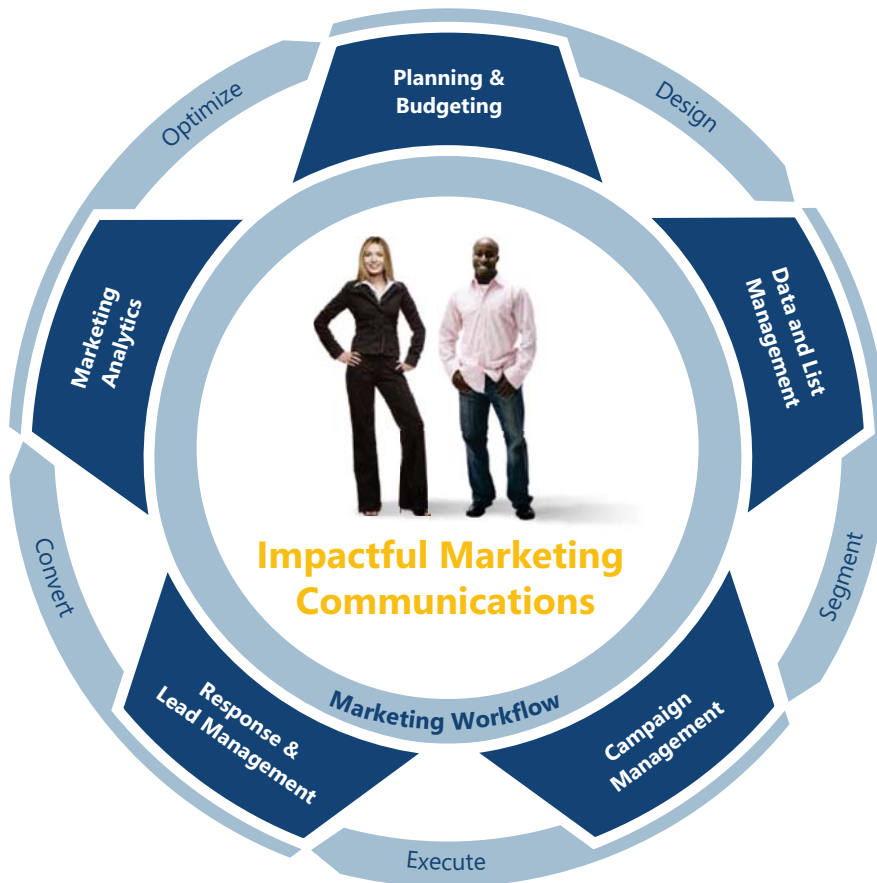 Planning &
Budgeting
Design
Data and List
Management
Segment
Campaign
Management
Execute
Response &
Lead Management
Convert
Marketing
Analytics
Optimize
Impactful Marketing
Communications
Marketing Workflow